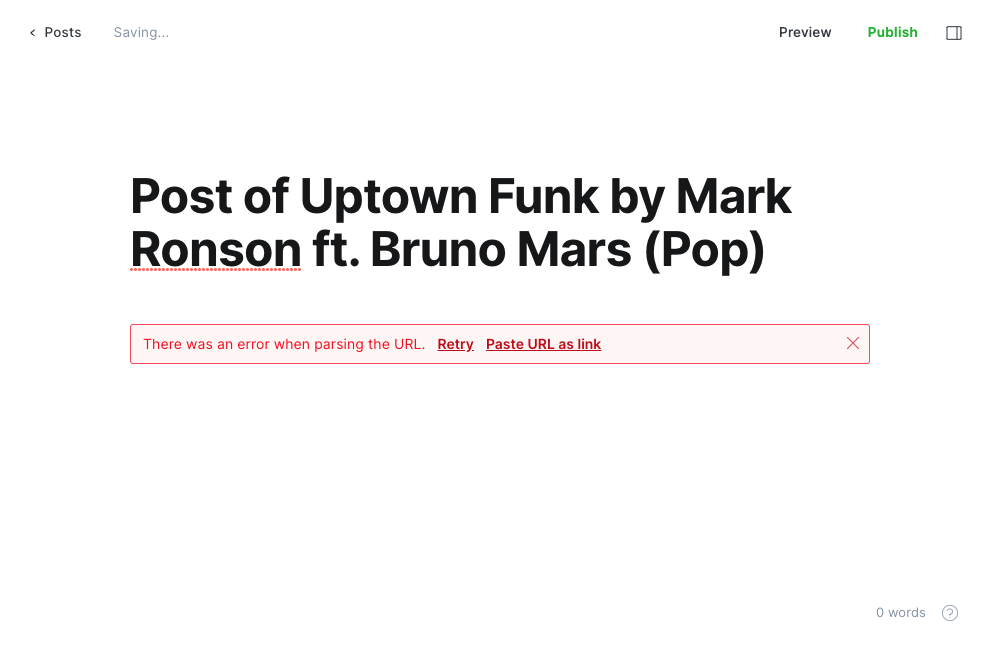 Posts Saving... Preview Publish
Post of Uptown Funk by Mark
Ronson ft. Bruno Mars (Pop)
There was an error when parsing the URL. Retry Paste URL as link
0 words ?